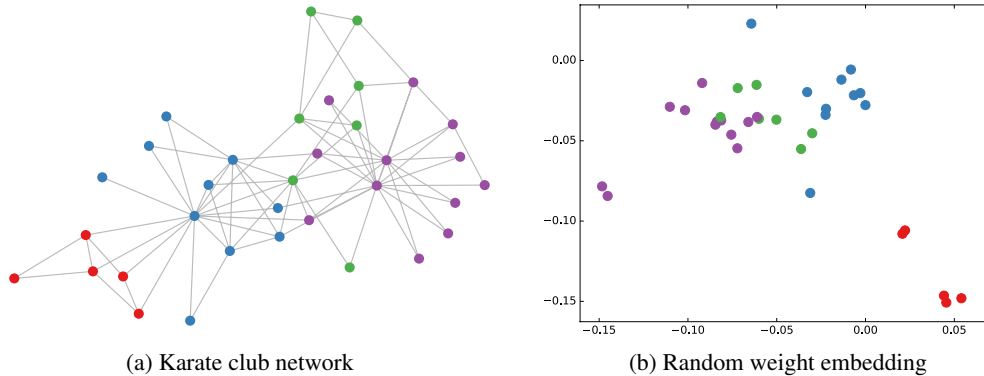 0.00
−0.05
−0.10
−0.15
−0.15 −0.10 −0.05 0.00 0.05
(a) Karate club network
(b) Random weight embedding